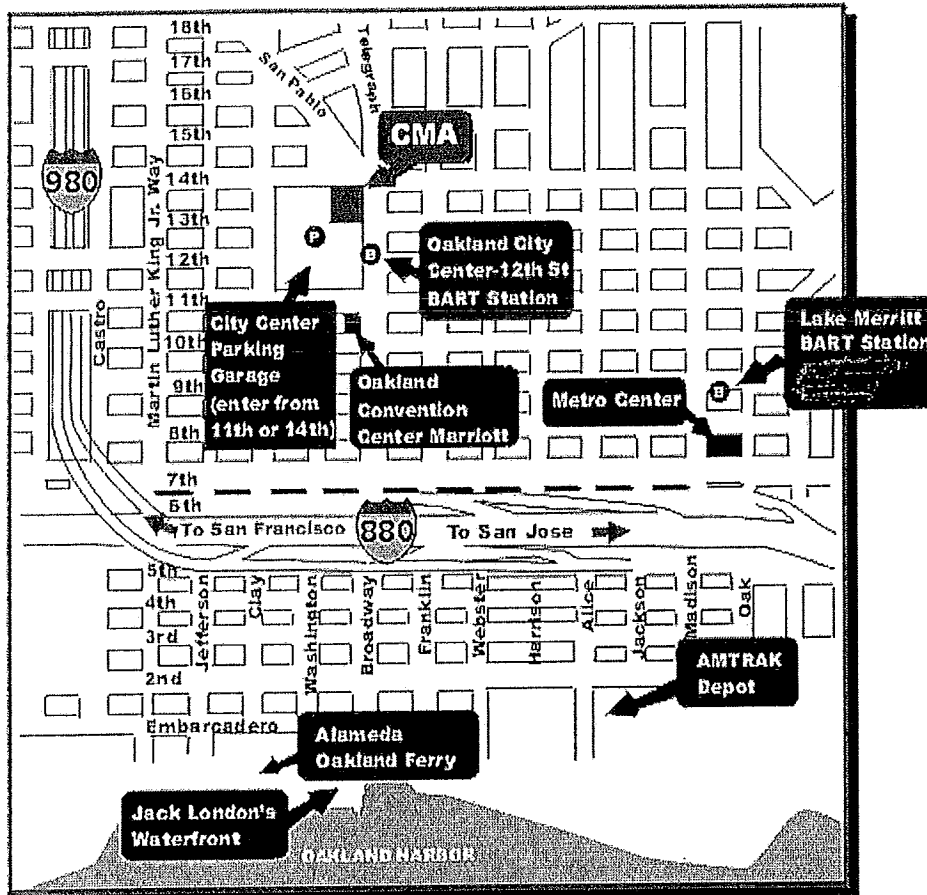 18th
17th
16th
15th
14th
13th
12th
11th
10th
9th
8th
7th
6th
5th
4th
3rd
2nd
Embarcadero
San Pablo
Telegraph
CMA
980
Martin Luther King Jr. Way
Castro
P
B
Oakland City
Center-12th St
BART Station
City Center
Parking
Garage
(enter from
11th or 14th)
Oakland
Convention
Center Marriott
Metro Center
B
Lake Merritt
BART Station
To San Francisco
880
To San Jose
Jefferson
Clay
Washington
Broadway
Franklin
Webster
Harrison
Alice
Jackson
Madison
Oak
AMTRAK
Depot
Alameda
Oakland Ferry
Jack London's
Waterfront
OAKLAND HARBOR